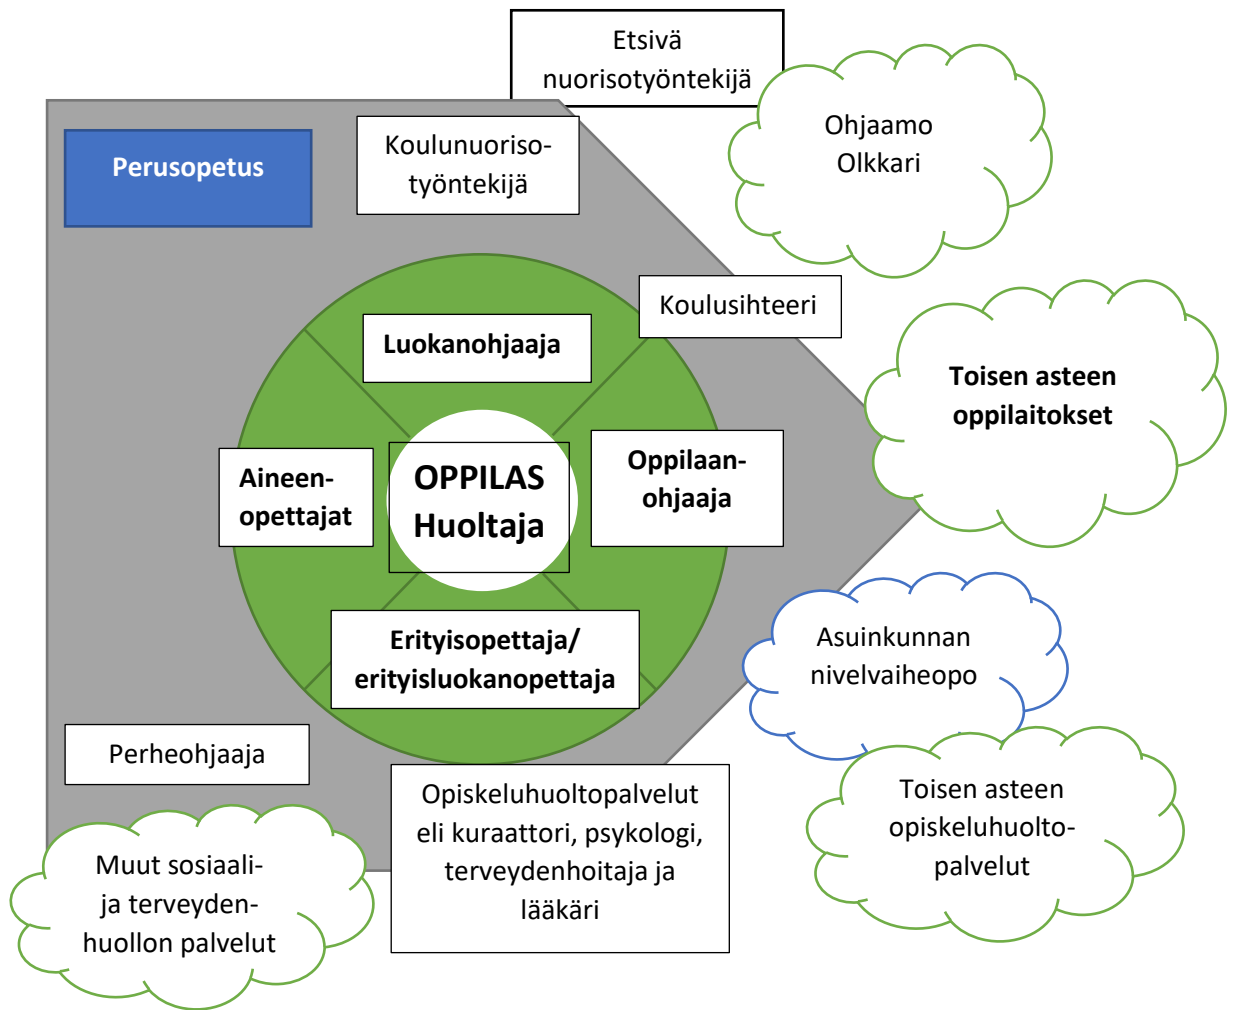 Etsivä
nuorisotyöntekijä
Ohjaamo
Olkkari
Perusopetus
Koulunuoriso-
työntekijä
Koulusihteeri
Luokanohjaaja
Toisen asteen
oppilaitokset
Aineen-
opettajat
OPPILAS
Huoltaja
Oppilaan-
ohjaaja
Erityisopettaja/
erityisluokanopettaja
Asuinkunnan
nivelvaiheopo
Perheohjaaja
Opiskeluhuoltopalvelut
eli kuraattori, psykologi,
terveydenhoitaja ja
lääkäri
Toisen asteen
opiskeluhuolto-
palvelut
Muut sosiaali-
ja terveyden-
huollon palvelut